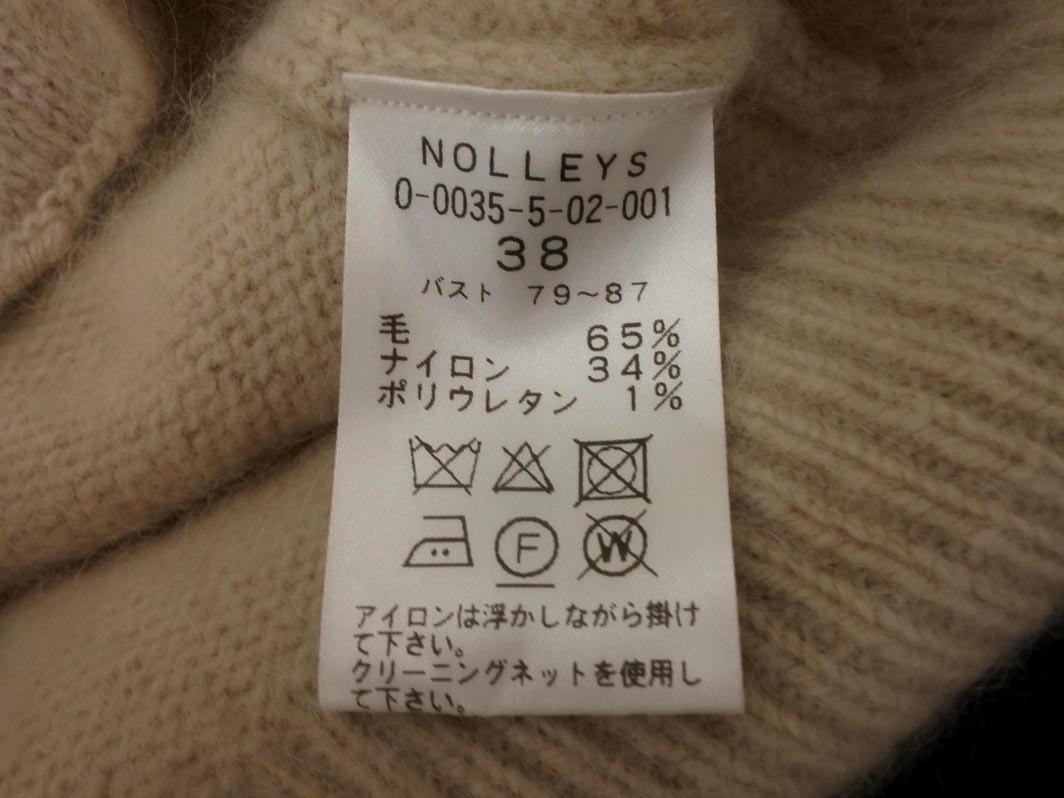 NOLLEYS
0-0035-5-02-001
38
バスト 79~87
毛 65%
ナイロン 34%
ポリウレタン 1%
F W
アイロンは浮かしながら掛け
て下さい。
クリーニングネットを使用し
て下さい。